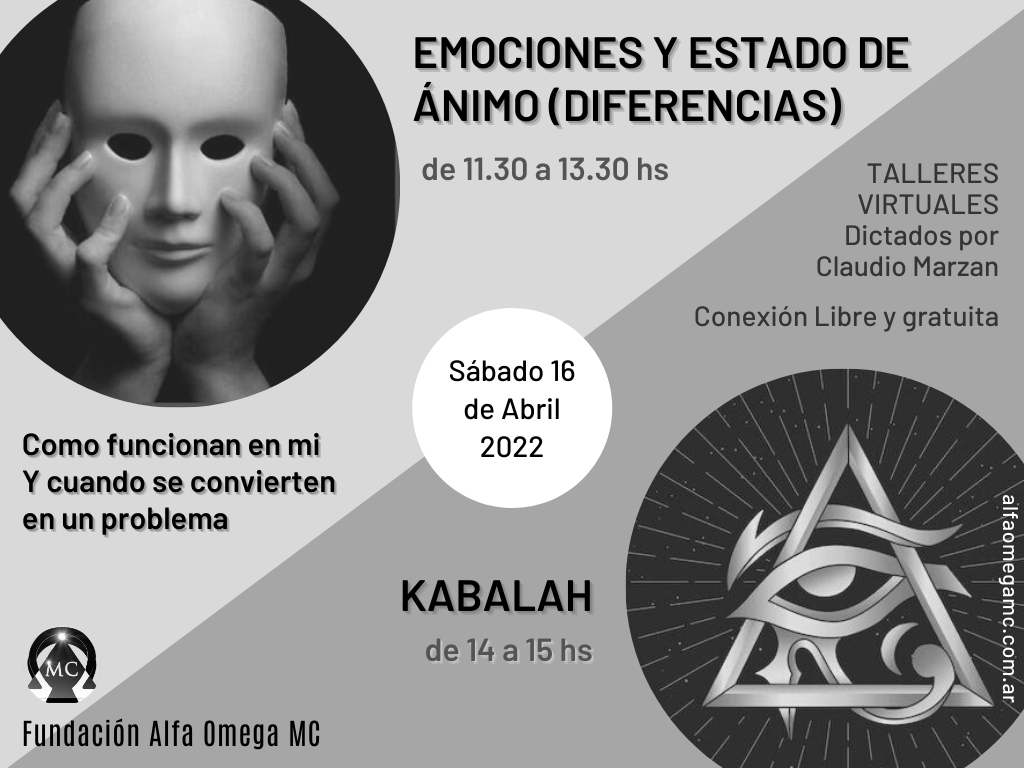 EMOCIONES Y ESTADO DE
ÁNIMO (DIFERENCIAS)
de 11.30 a 13.30 hs
TALLERES
VIRTUALES
Dictados por
Claudio Marzan
Conexión Libre y gratuita
Sábado 16
de Abril
2022
Como funcionan en mi
Y cuando se convierten
en un problema
KABALAH
de 14 a 15 hs
alfaomegamc.com.ar
MC
Fundación Alfa Omega MC